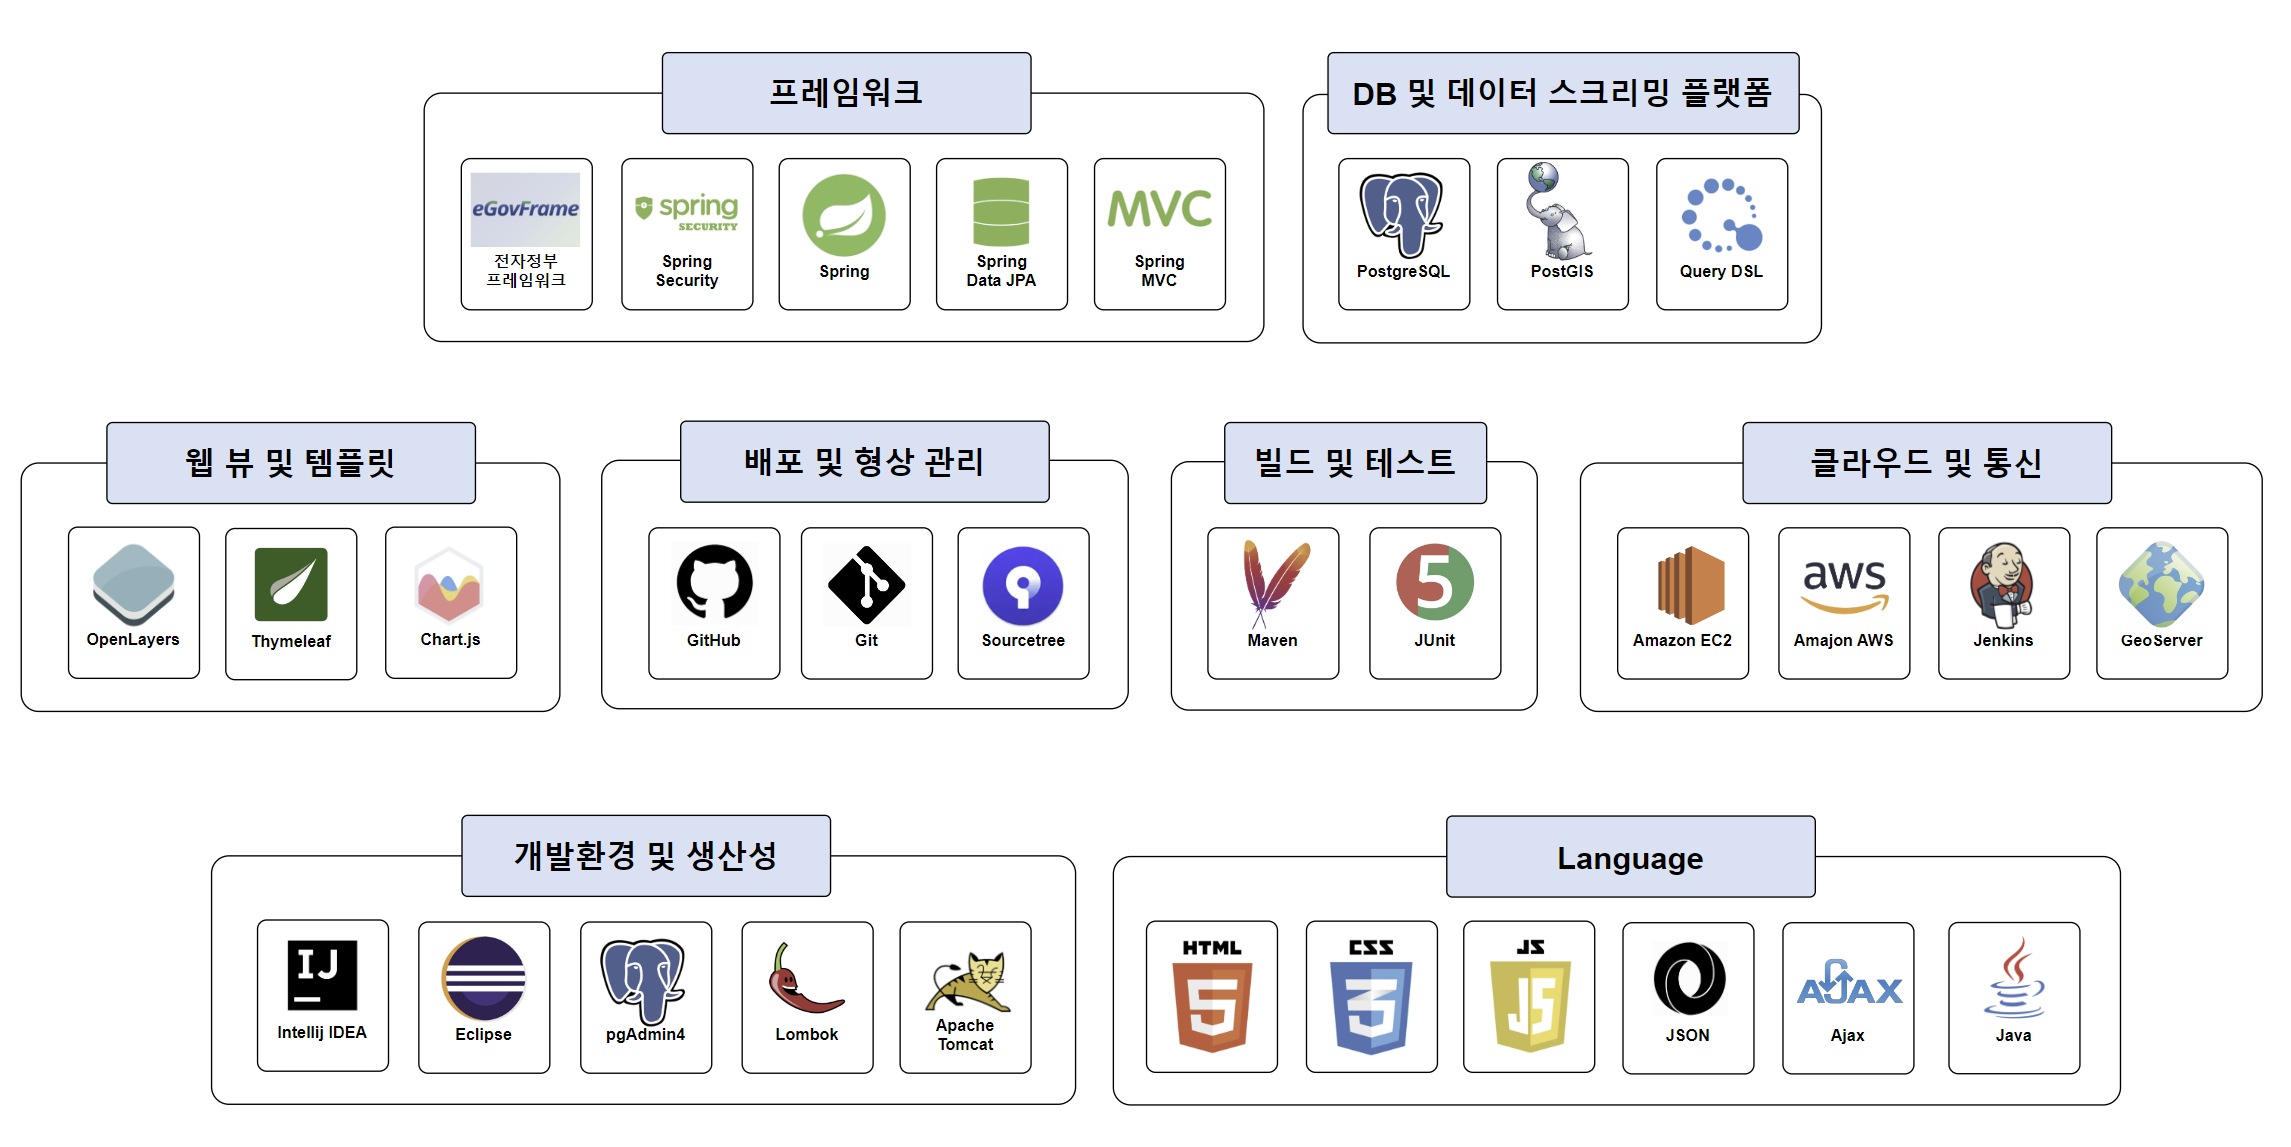 프레임워크
DB 및 데이터 스크리밍 플랫폼
eGovFrame
전자정부
프레임워크
spring
SECURITY
Spring
Security
Spring
Spring
Data JPA
MVC
Spring
MVC
PostgreSQL
PostGIS
Query DSL
웹 뷰 및 템플릿
배포 및 형상 관리
빌드 및 테스트
클라우드 및 통신
OpenLayers
Thymeleaf
Chart.js
GitHub
Git
Sourcetree
Maven
5
JUnit
Amazon EC2
aws
Amajon AWS
Jenkins
GeoServer
개발환경 및 생산성
Language
IJ
Intellij IDEA
Eclipse
pgAdmin4
Lombok
Apache
Tomcat
HTML
5
CSS
3
JS
JS
JSON
AJAX
Ajax
Java